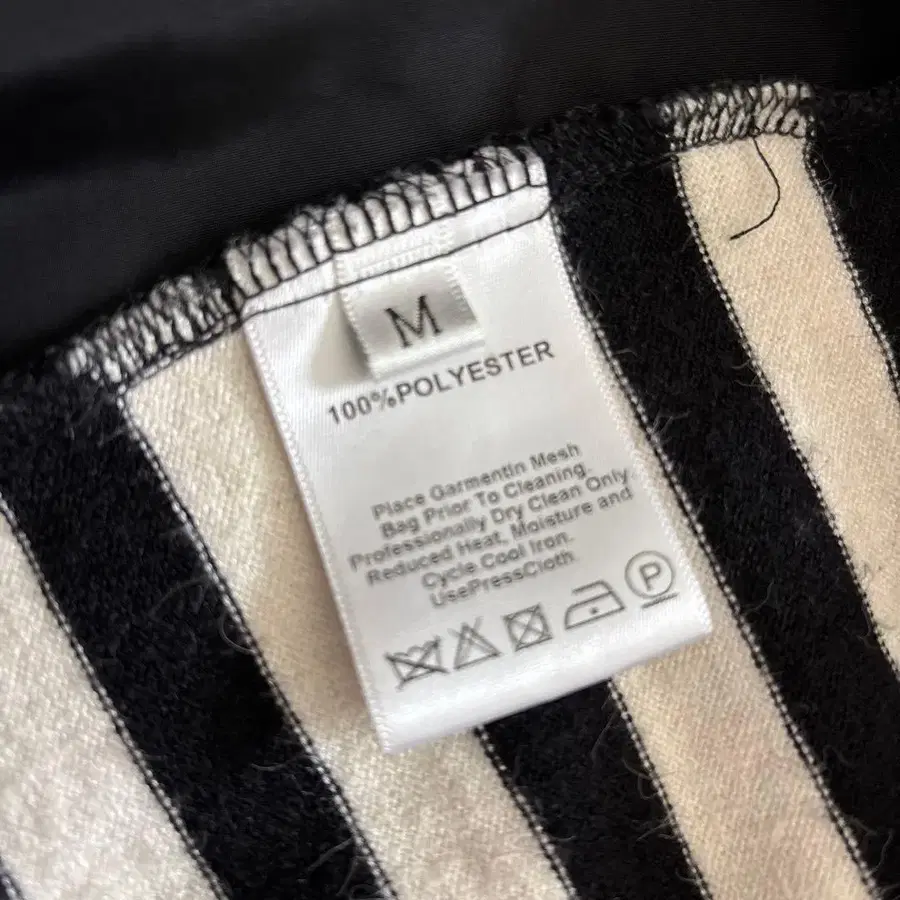 M
100%POLYESTER
Place Garmentin Mesh
Bag Prior To Cleaning.
Professionally Dry Clean Only
Reduced Heat, Moisture and
Cycle Cool Iron.
UsePressCloth.
P